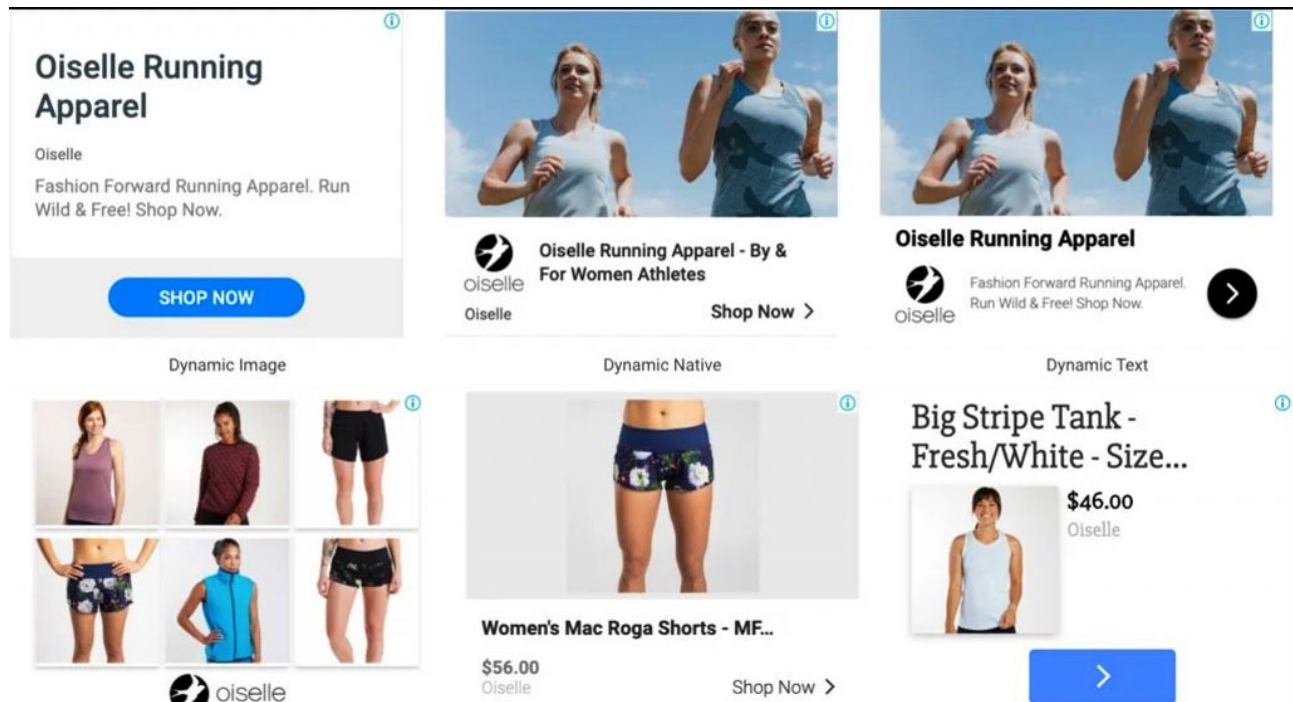 Oiselle Running
Apparel
Oiselle
Fashion Forward Running Apparel. Run
Wild & Free! Shop Now.
SHOP NOW
oiselle
Oiselle Running Apparel - By &
For Women Athletes
Oiselle
Shop Now
Oiselle Running Apparel
oiselle
Fashion Forward Running Apparel.
Run Wild & Free! Shop Now.
Dynamic Image
Dynamic Native
Dynamic Text
oiselle
Women's Mac Roga Shorts - MF...
$56.00
Oiselle
Shop Now
Big Stripe Tank -
Fresh/White - Size...
$46.00
Oiselle